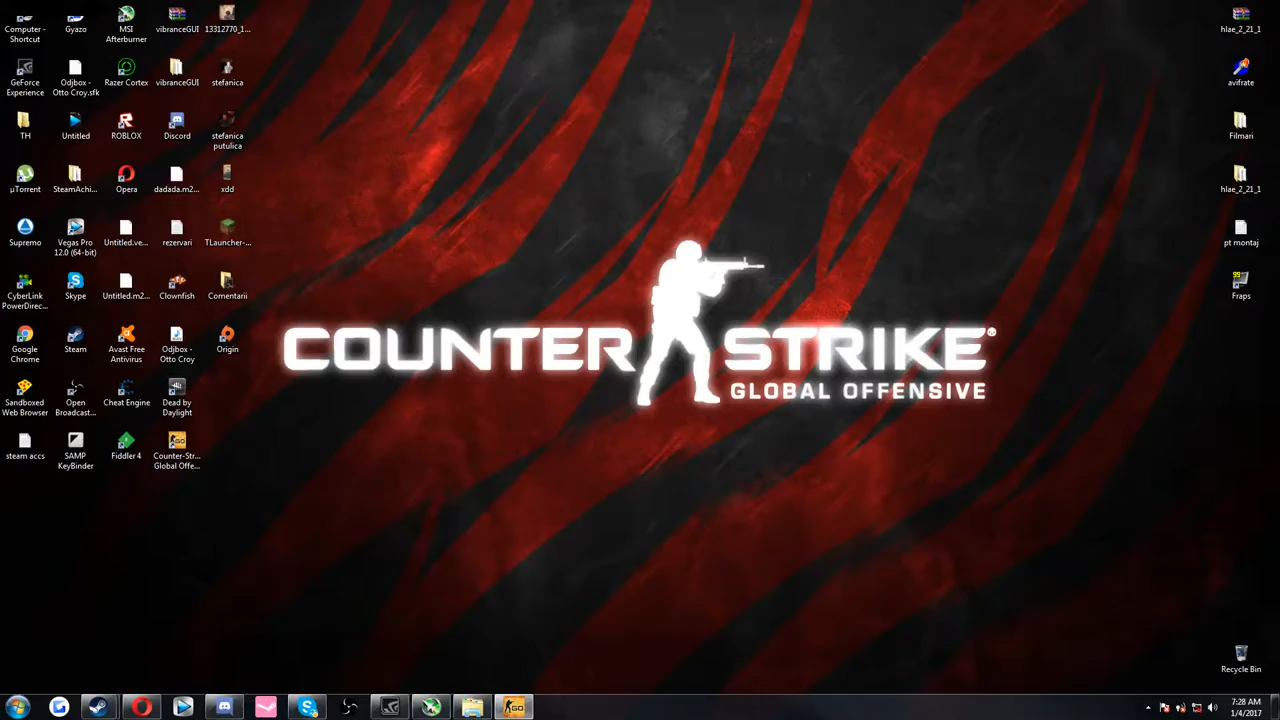 Computer -
Shortcut
Gyazo
MSI
Afterburner
vibranceGUI
13312770_1...
GeForce
Experience
Odjbox -
Otto Croy.sfk
Razer Cortex
vibranceGUI
stefanica
TH
Untitled
ROBLOX
Discord
stefanica
putulica
µTorrent
SteamAchi...
Opera
dadada.m2...
xdd
Supremo
Vegas Pro
12.0 (64-bit)
Untitled.ve...
rezervari
TLauncher-...
CyberLink
PowerDirec...
Skype
Untitled.m2...
Clownfish
Comentarii
Google
Chrome
Steam
Avast Free
Antivirus
Odjbox -
Otto Croy
Origin
Sandboxed
Web Browser
Open
Broadcast...
Cheat Engine
Dead by
Daylight
steam accs
SAMP
KeyBinder
Fiddler 4
GO
Counter-Str...
Global Offe...
COUNTER STRIKE®
GLOBAL OFFENSIVE
hlae_2_21_1
avifrate
Filmari
hlae_2_21_1
pt montaj
99
Fraps
Recycle Bin
GO
7:28 AM
1/4/2017